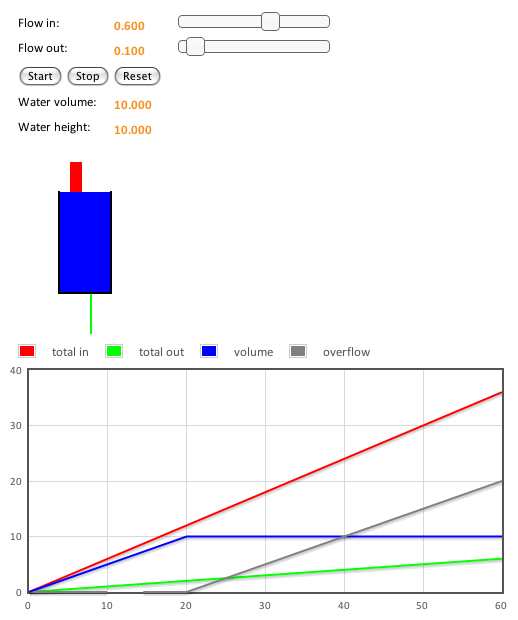 Flow in: 0.600
Flow out: 0.100
Start Stop Reset
Water volume: 10.000
Water height: 10.000
total in total out volume overflow
40
30
20
10
0
0 10 20 30 40 50 60